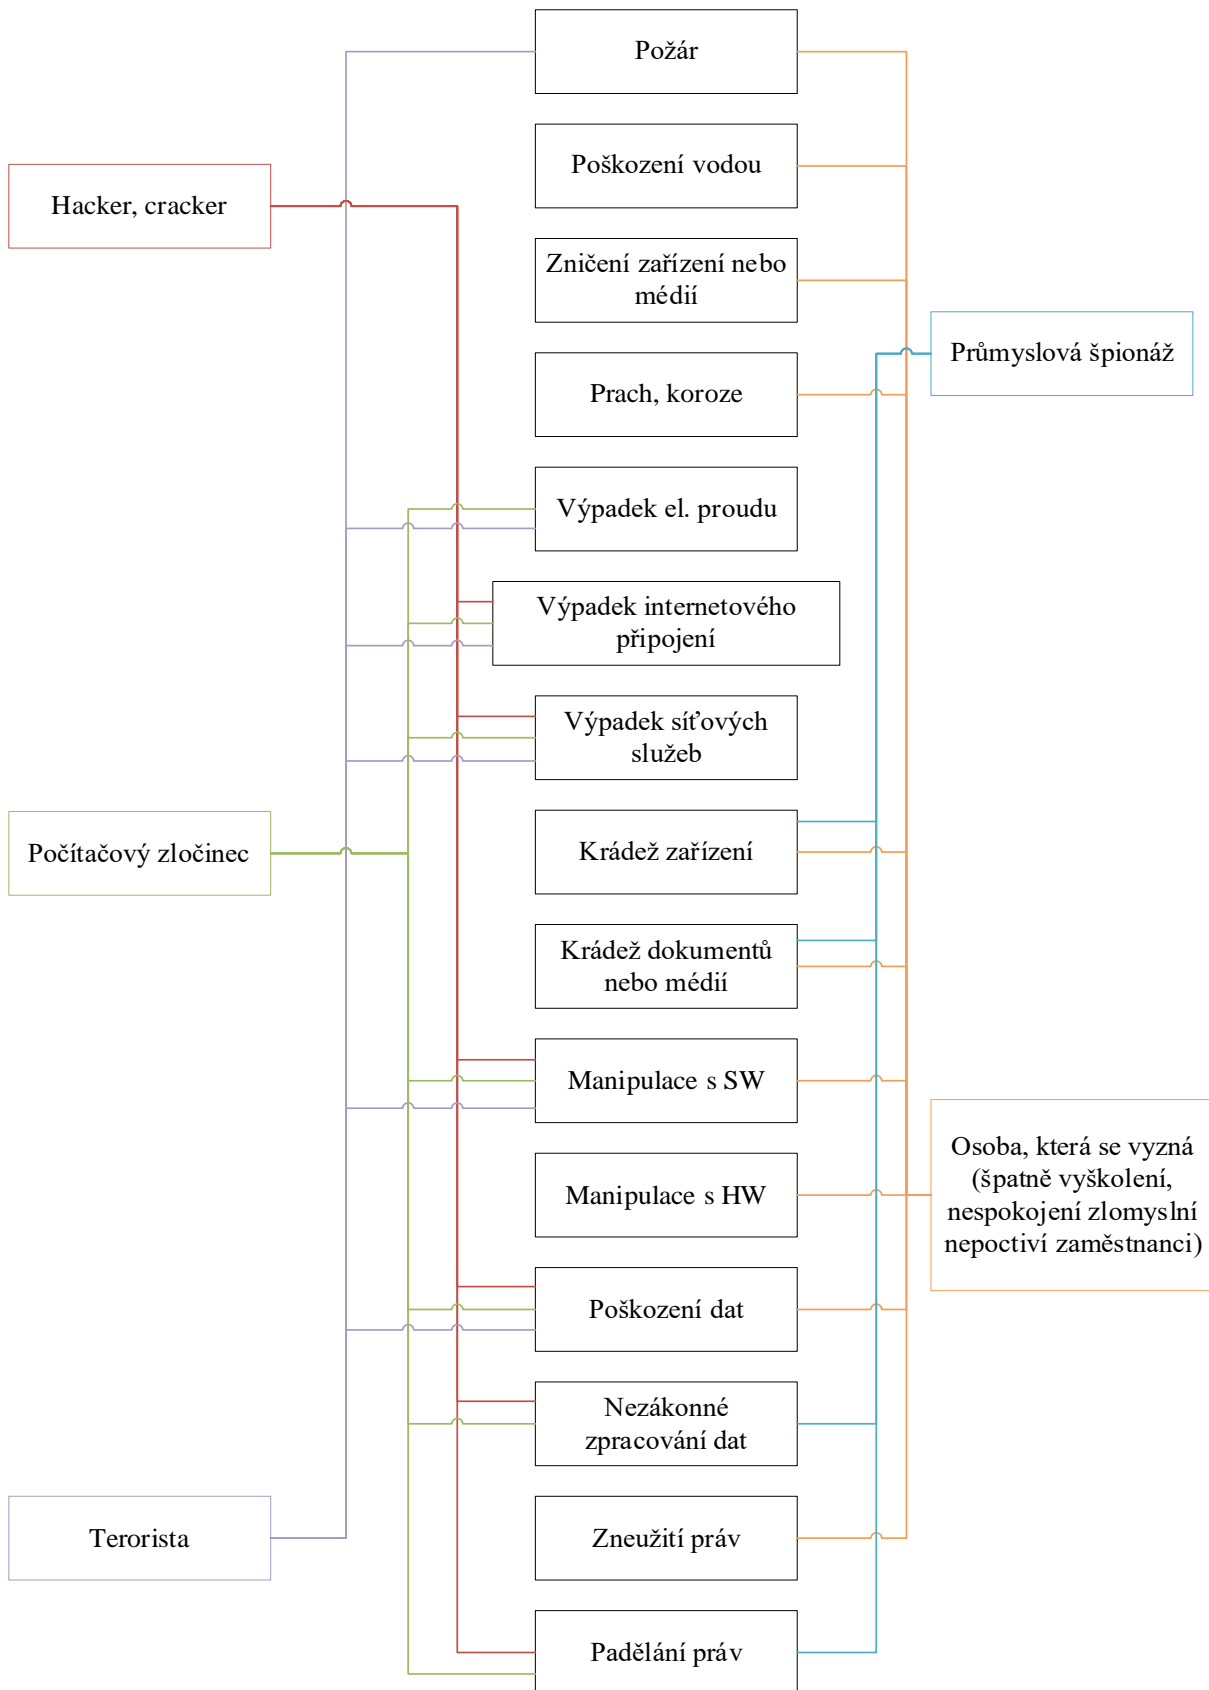 Požár
Poškození vodou
Hacker, cracker
Zničení zařízení nebo
médií
Průmyslová špionáž
Prach, koroze
Výpadek el. proudu
Výpadek internetového
připojení
Výpadek síťových
služeb
Počítačový zločinec
Krádež zařízení
Krádež dokumentů
nebo médií
Manipulace s SW
Osoba, která se vyzná
(špatně vyškolení,
nespokojení zlomyslní
nepoctiví zaměstnanci)
Manipulace s HW
Poškození dat
Nezákonné
zpracování dat
Terorista
Zneužití práv
Padělání práv